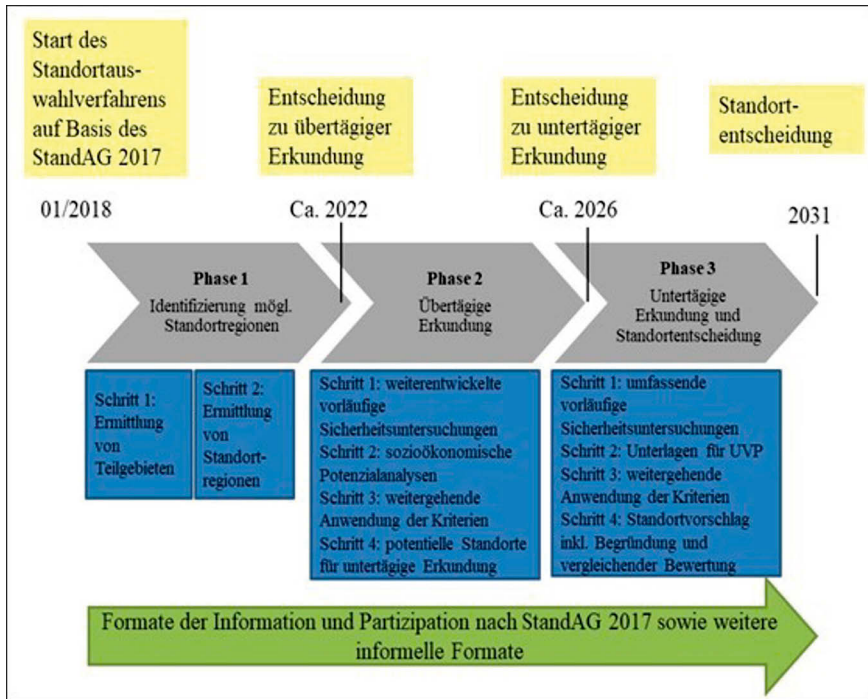 Start des
Standortaus-
wahlverfahrens
auf Basis des
StandAG 2017
Entscheidung
zu übertägiger
Erkundung
Entscheidung
zu untertägiger
Erkundung
Standort-
entscheidung
01/2018
Ca. 2022
Ca. 2026
2031
Phase 1
Identifizierung mögl.
Standortregionen
Phase 2
Übertägige
Erkundung
Phase 3
Untertägige
Erkundung und
Standortentscheidung
Schritt 1:
Ermittlung
von
Teilgebieten
Schritt 2:
Ermittlung
von
Standort-
regionen
Schritt 1: weiterentwickelte
vorläufige
Sicherheitsuntersuchungen
Schritt 2: sozioökonomische
Potenzialanalysen
Schritt 3: weitergehende
Anwendung der Kriterien
Schritt 4: potentielle Standorte
für untertägige Erkundung
Schritt 1: umfassende
vorläufige
Sicherheitsuntersuchungen
Schritt 2: Unterlagen für UVP
Schritt 3: weitergehende
Anwendung der Kriterien
Schritt 4: Standortvorschlag
inkl. Begründung und
vergleichender Bewertung
Formate der Information und Partizipation nach StandAG 2017 sowie weitere
informelle Formate